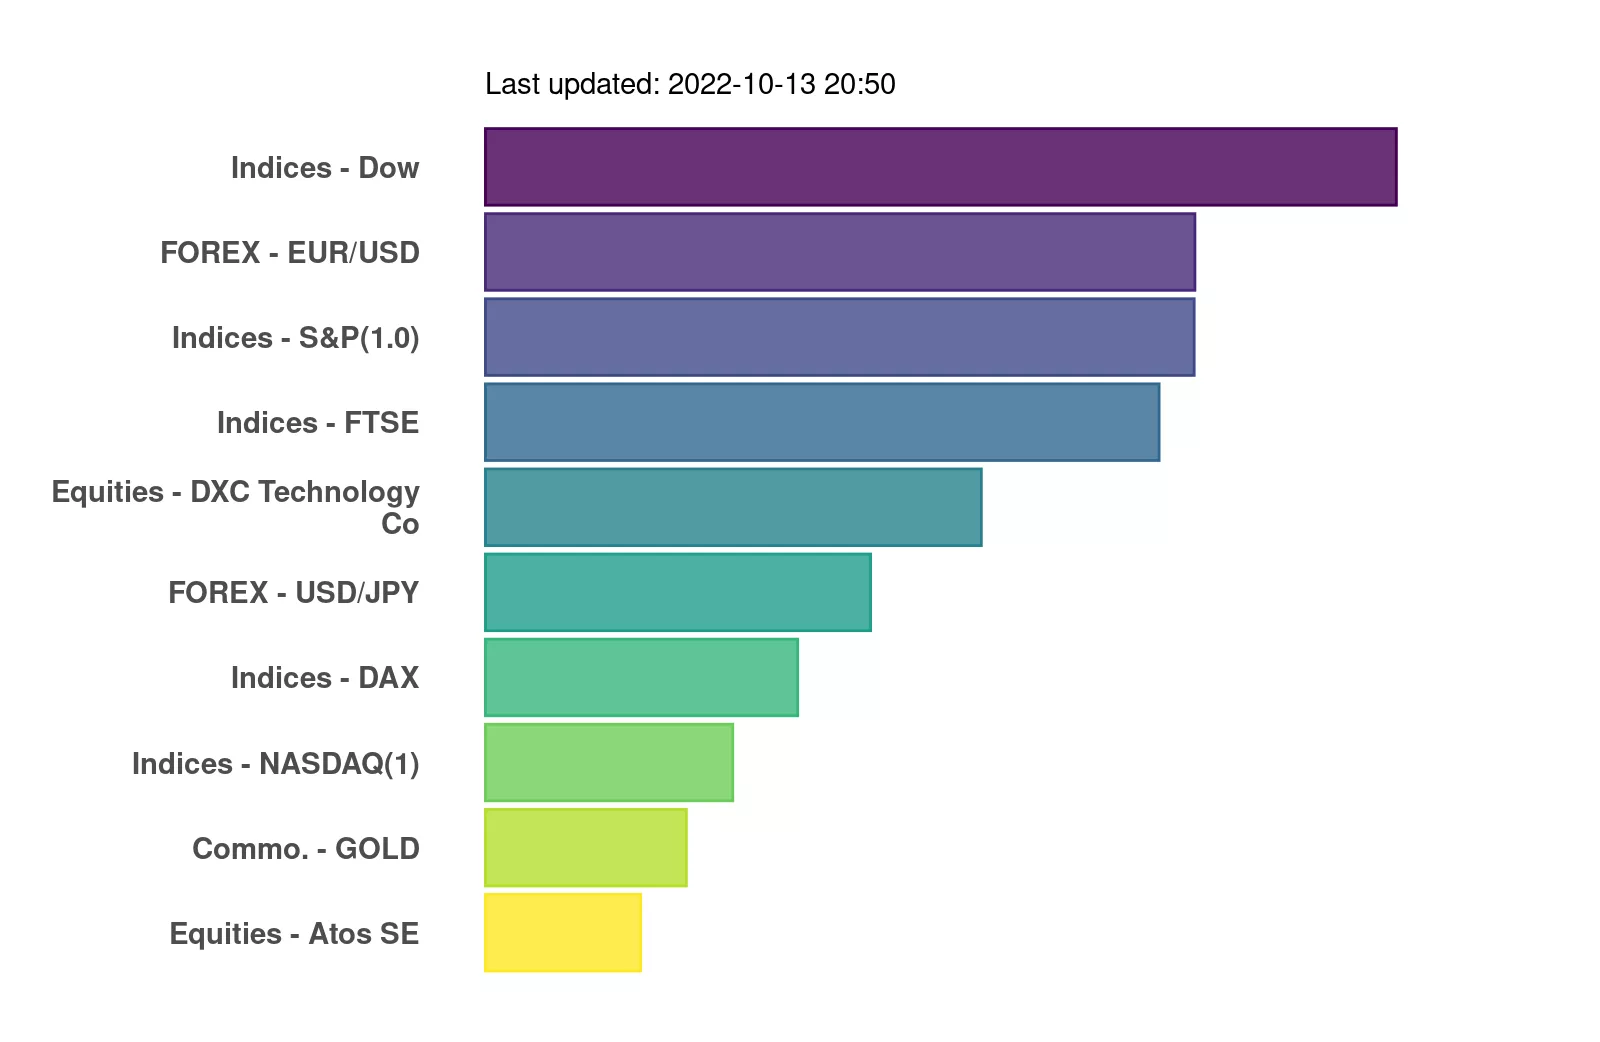 Last updated: 2022-10-13 20:50
Indices - Dow
FOREX - EUR/USD
Indices - S&P(1.0)
Indices - FTSE
Equities - DXC Technology
Co
FOREX - USD/JPY
Indices - DAX
Indices - NASDAQ(1)
Commo. - GOLD
Equities - Atos SE